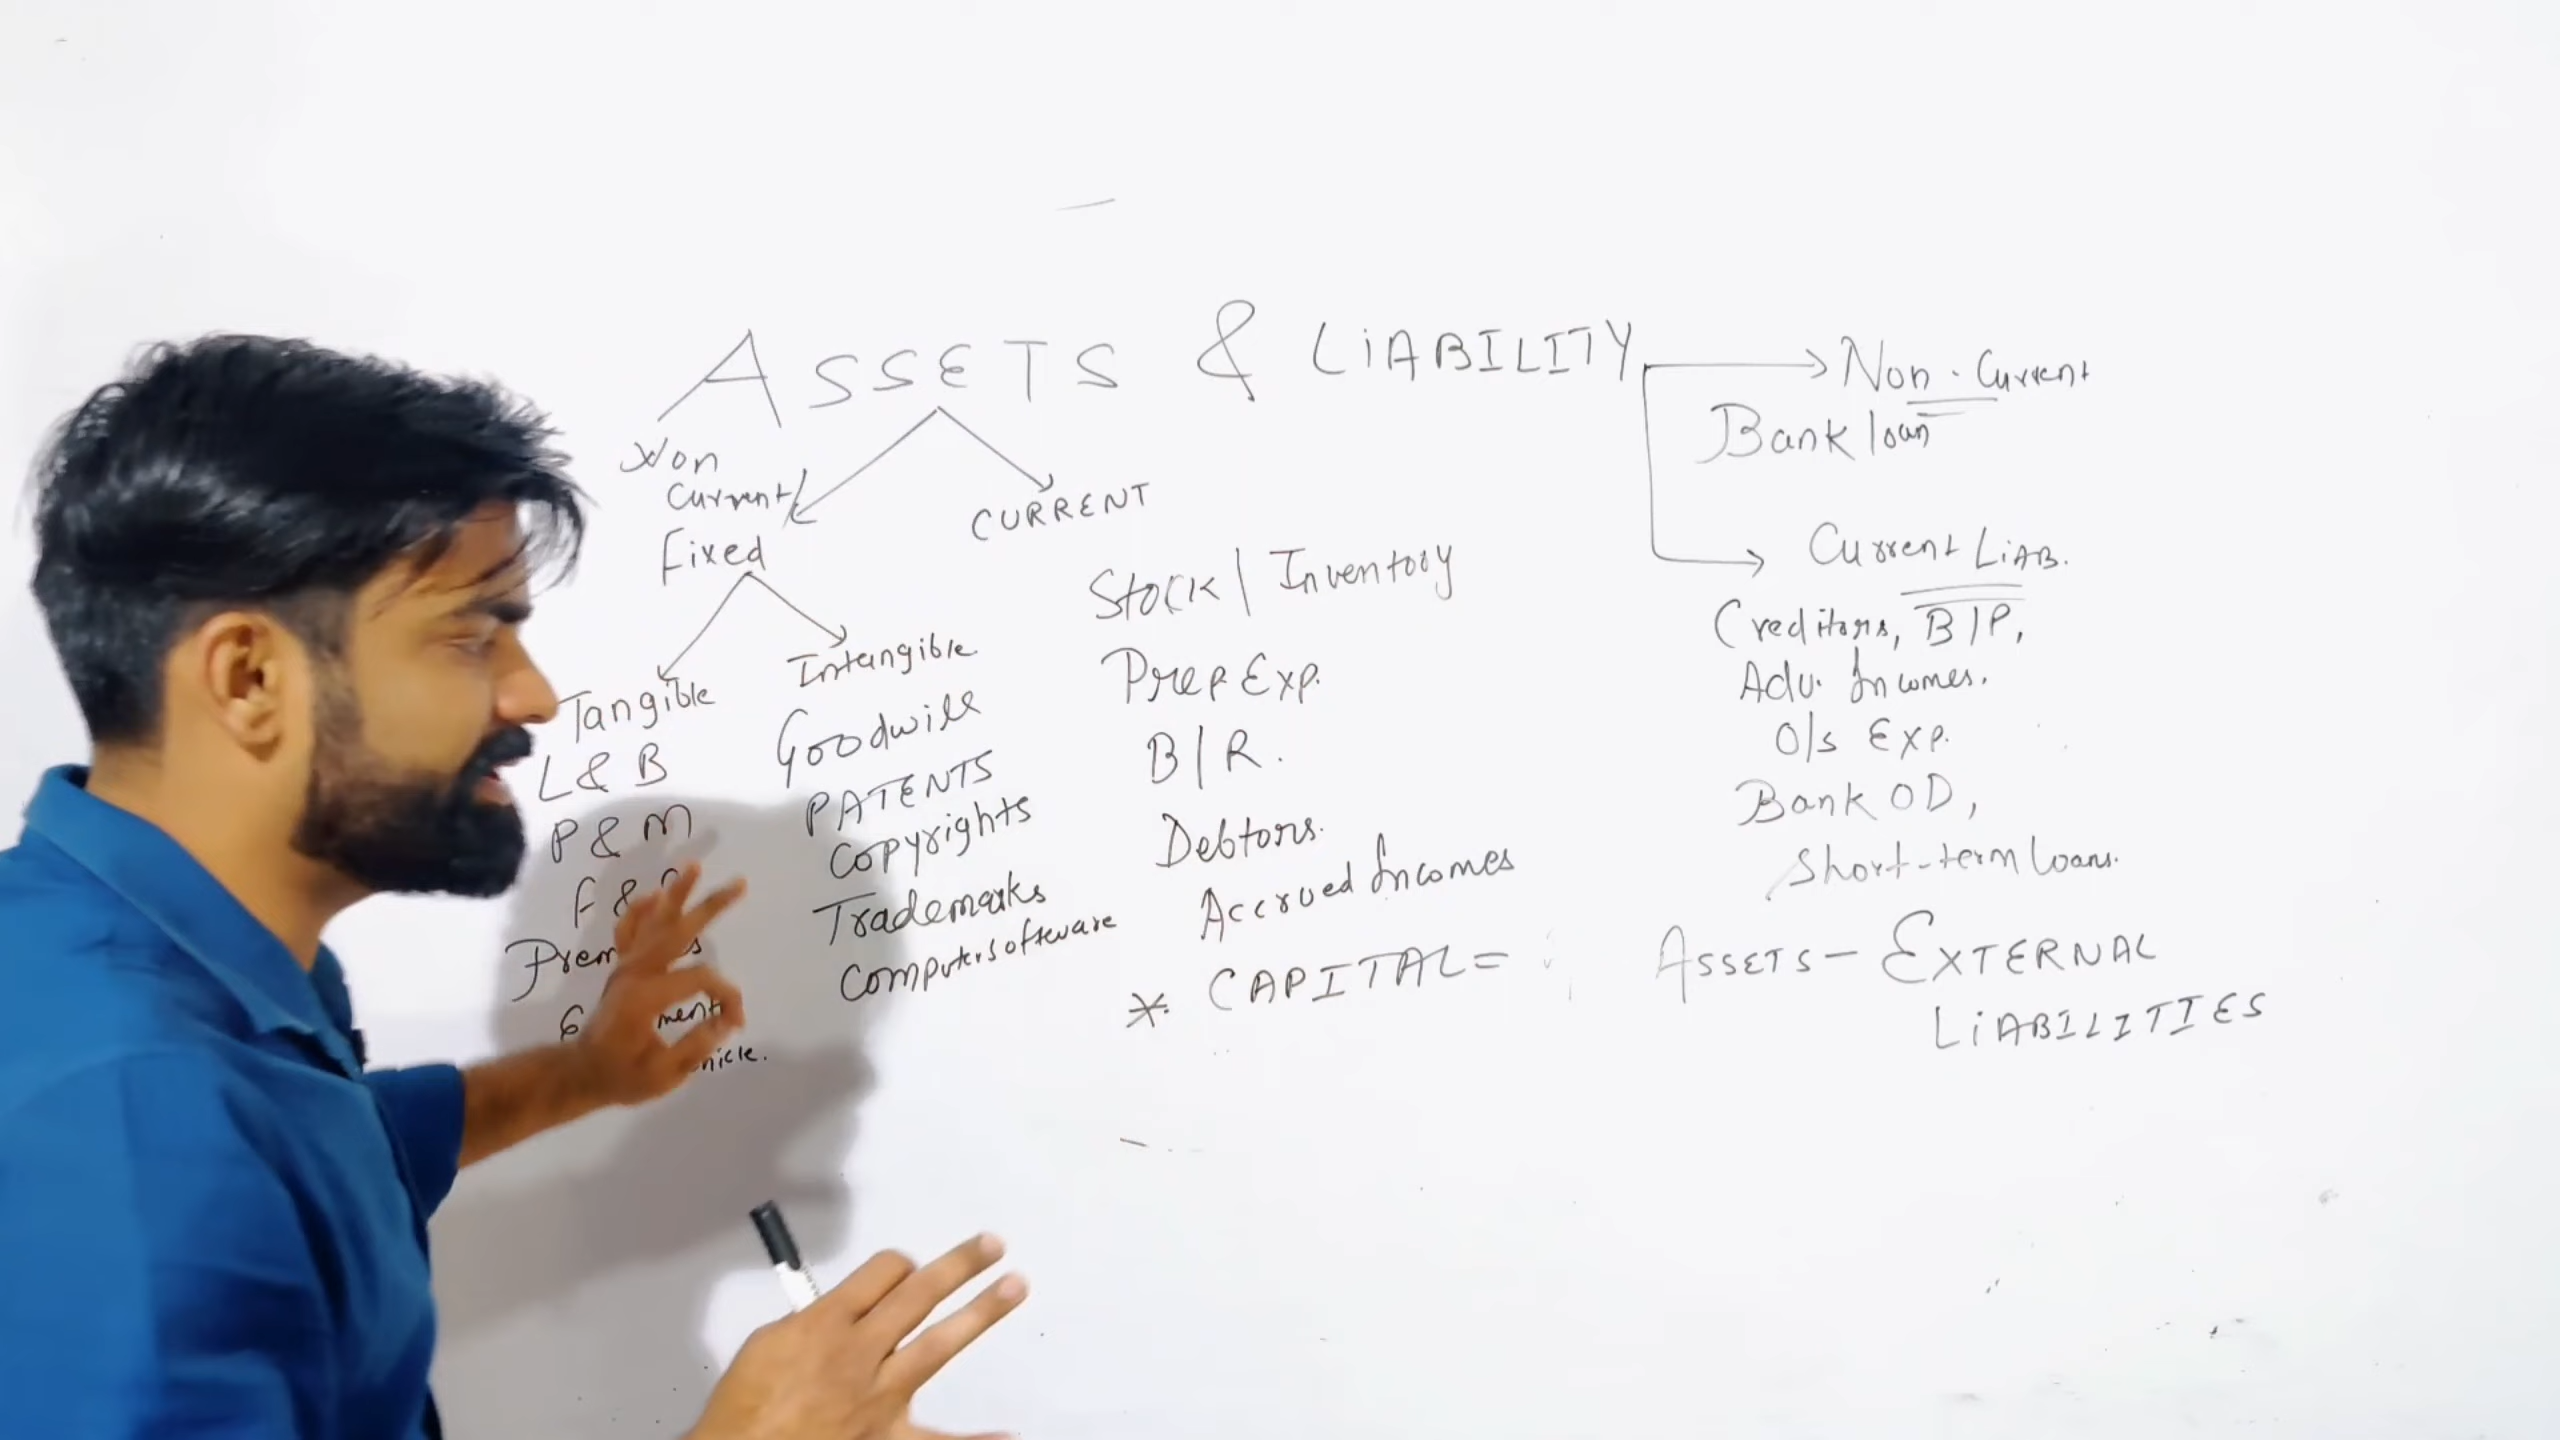 ASSETS & LIABILITY
Non
Current/
Fixed
CURRENT
Tangible
L & B
P & M
F &
Intangible
Goodwill
PATENTS
Copyrights
Trademarks
Computer software
Stock | Inventory
Prep Exp.
B/R.
Debtors.
Accrued Incomes
Non-Current
Bank loan
Current LIAB.
Creditors, B/P,
Adv. Incomes.
O/s Exp.
Bank OD,
Short-term loans.
* CAPITAL = ASSETS - EXTERNAL
LIABILITIES